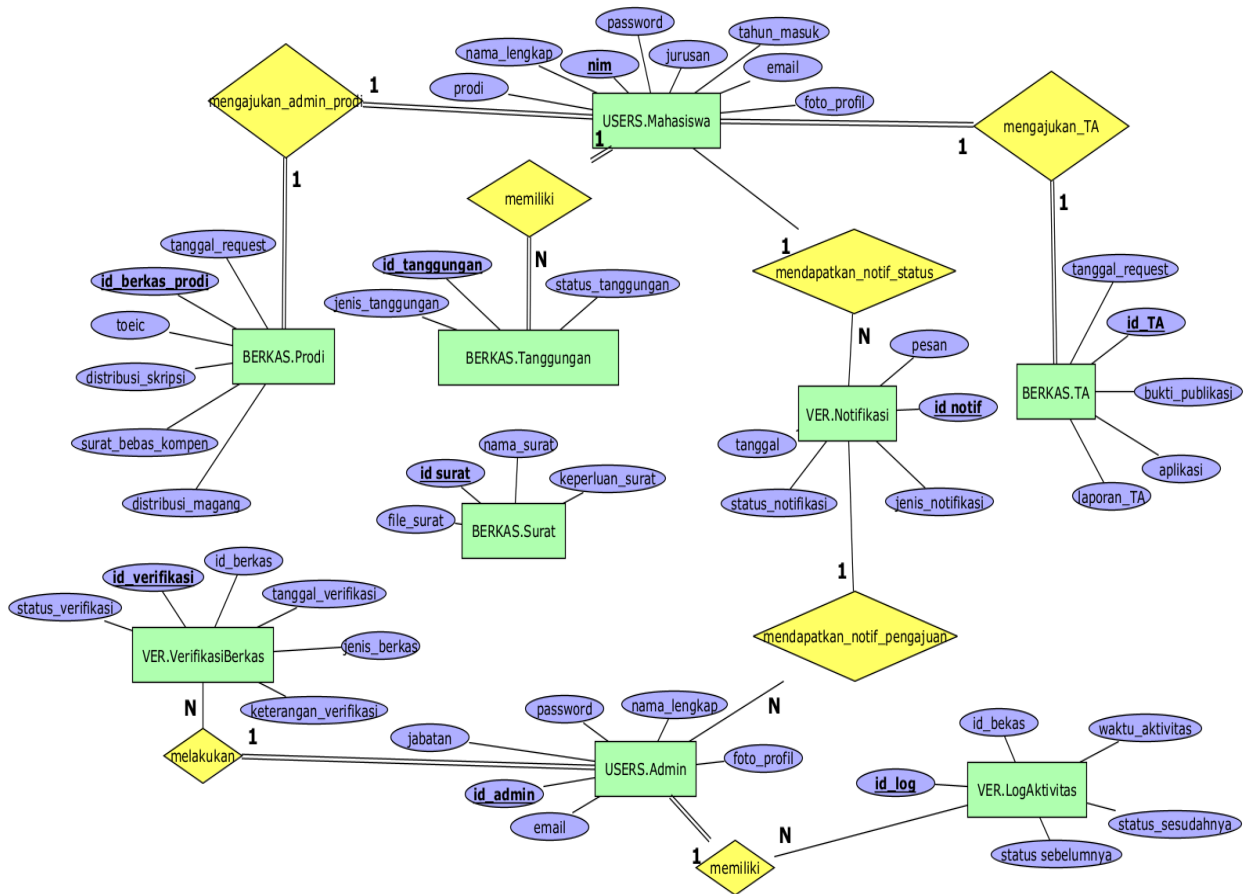 password
tahun_masuk
nama_lengkap
nim
jurusan
email
prodi
foto_profil
mengajukan_admin_prodi
1
USERS.Mahasiswa
1
1
mengajukan_TA
1
1
memiliki
N
1
mendapatkan_notif_status
N
tanggal_request
id_berkas_prodi
toeic
distribusi_skripsi
surat_bebas_kompen
distribusi_magang
BERKAS.Prodi
id_tanggungan
jenis_tanggungan
status_tanggungan
BERKAS.Tanggungan
tanggal_request
id_TA
bukti_publikasi
aplikasi
laporan_TA
BERKAS.TA
pesan
id notif
VER.Notifikasi
tanggal
status_notifikasi
jenis_notifikasi
nama_surat
id surat
keperluan_surat
file_surat
BERKAS.Surat
1
mendapatkan_notif_pengajuan
N
id_berkas
id_verifikasi
tanggal_verifikasi
status_verifikasi
jenis_berkas
VER.VerifikasiBerkas
keterangan_verifikasi
N
melakukan
1
password
nama_lengkap
jabatan
foto_profil
USERS.Admin
id_admin
email
1
memiliki
N
id_bekas
waktu_aktivitas
id_log
VER.LogAktivitas
status_sesudahnya
status sebelumnya